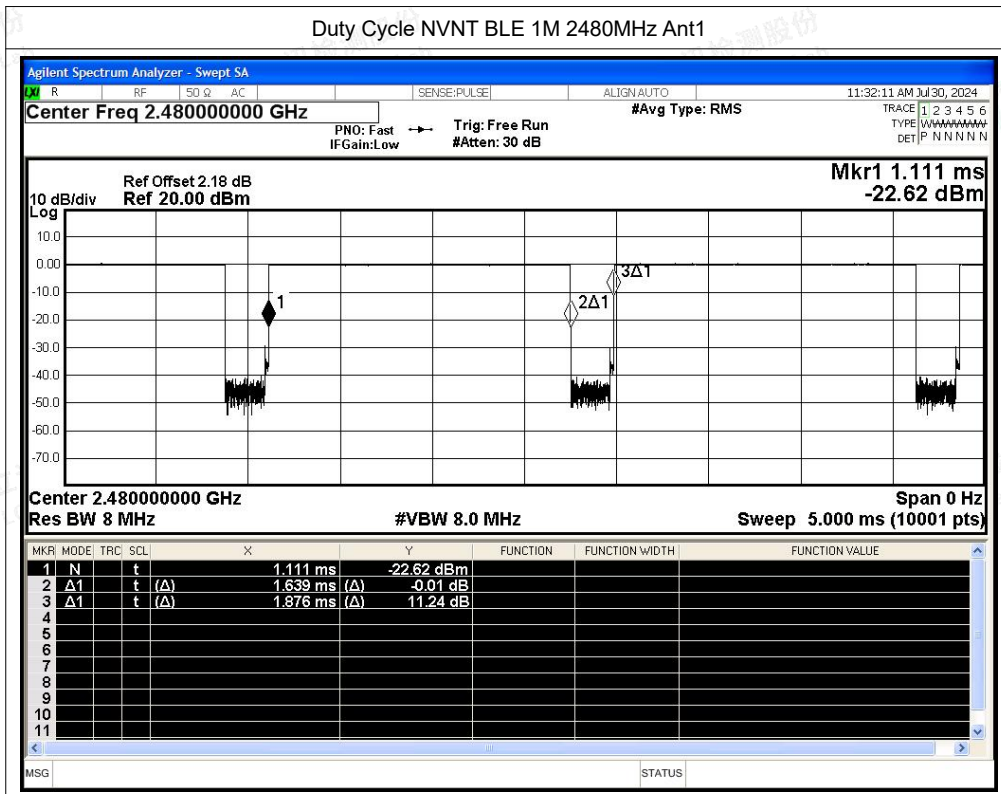 Duty Cycle NVNT BLE 1M 2480MHz Ant1
Agilent Spectrum Analyzer - Swept SA
LXI R RF 50 Ω AC SENSE:PULSE ALIGN AUTO 11:32:11 AM Jul 30, 2024
Center Freq 2.480000000 GHz #Avg Type: RMS TRACE 1 2 3 4 5 6
PNO: Fast Trig: Free Run TYPE WWWWWW
IFGain:Low #Atten: 30 dB DET P N N N N N
Mkr1 1.111 ms
Ref Offset 2.18 dB
10 dB/div Ref 20.00 dBm -22.62 dBm
Log
10.0
0.00
3Δ1
-10.0
1 2Δ1
-20.0
-30.0
-40.0
-50.0
-60.0
-70.0
Center 2.480000000 GHz Span 0 Hz
Res BW 8 MHz #VBW 8.0 MHz Sweep 5.000 ms (10001 pts)
MKR MODE TRC SCL X Y FUNCTION FUNCTION WIDTH FUNCTION VALUE
1 N t 1.111 ms -22.62 dBm
2 Δ1 t (Δ) 1.639 ms (Δ) -0.01 dB
3 Δ1 t (Δ) 1.876 ms (Δ) 11.24 dB
4
5
6
7
8
9
10
11
MSG STATUS